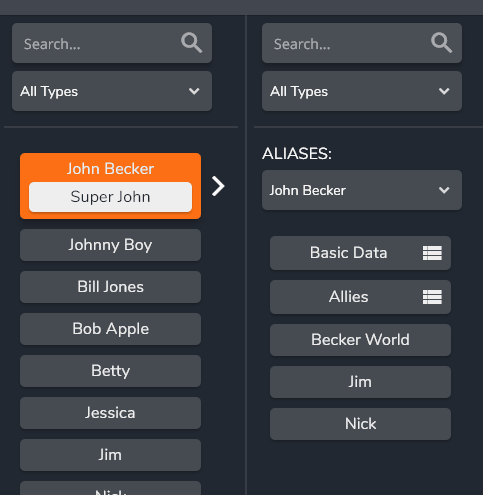 Search...
All Types
John Becker
Super John
Johnny Boy
Bill Jones
Bob Apple
Betty
Jessica
Jim
Nick
Search...
All Types
ALIASES:
John Becker
Basic Data
Allies
Becker World
Jim
Nick